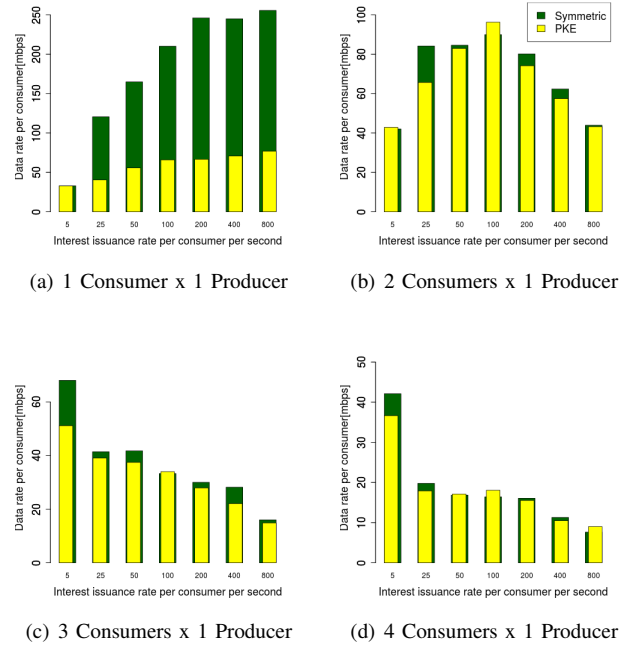 Data rate per consumer[mbps]
250
200
150
100
50
0
5 25 50 100 200 400 800
Interest issuance rate per consumer per second
(a) 1 Consumer x 1 Producer
Symmetric
PKE
Data rate per consumer[mbps]
100
80
60
40
20
0
5 25 50 100 200 400 800
Interest issuance rate per consumer per second
(b) 2 Consumers x 1 Producer
Data rate per consumer[mbps]
60
40
20
0
5 25 50 100 200 400 800
Interest issuance rate per consumer per second
(c) 3 Consumers x 1 Producer
Data rate per consumer[mbps]
50
40
30
20
10
0
5 25 50 100 200 400 800
Interest issuance rate per consumer per second
(d) 4 Consumers x 1 Producer